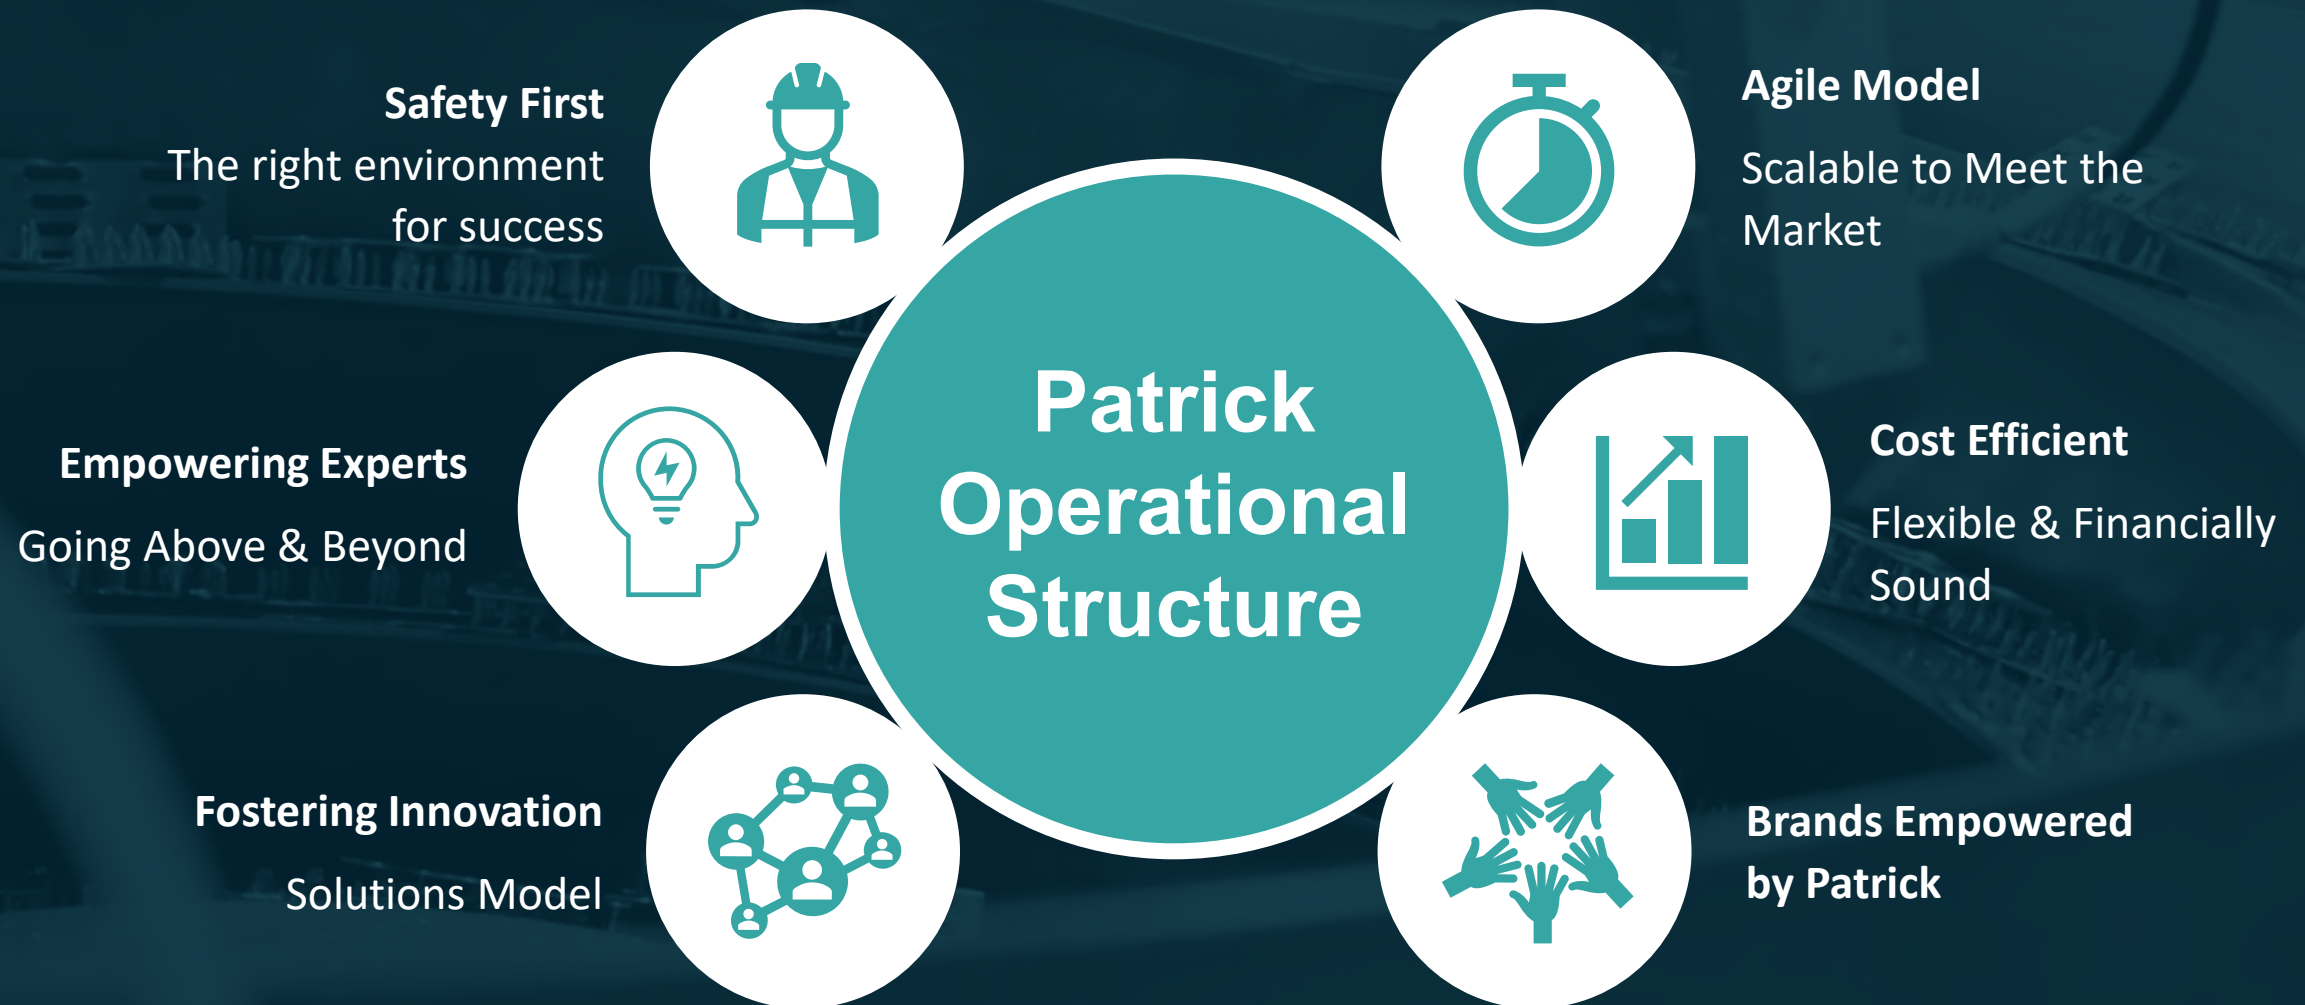 Safety First
The right environment
for success
Empowering Experts
Going Above & Beyond
Fostering Innovation
Solutions Model
Patrick
Operational
Structure
Agile Model
Scalable to Meet the
Market
Cost Efficient
Flexible & Financially
Sound
Brands Empowered
by Patrick